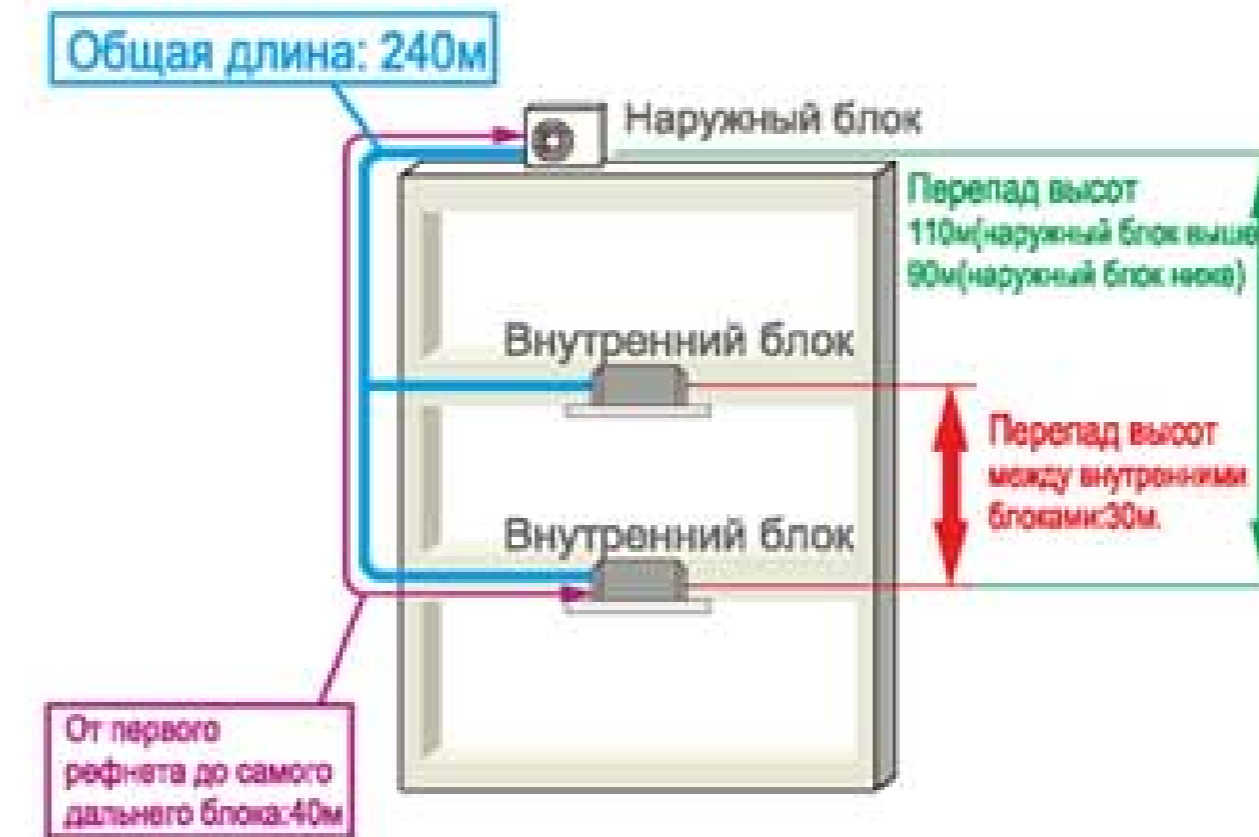 Общая длина: 240м
Наружный блок
Перепад высот
110м(наружный блок выше
90м(наружный блок ниже)
Внутренний блок
Перепад высот
между внутренними
блоками:30м.
Внутренний блок
От первого
рефнета до самого
дальнего блока:40м